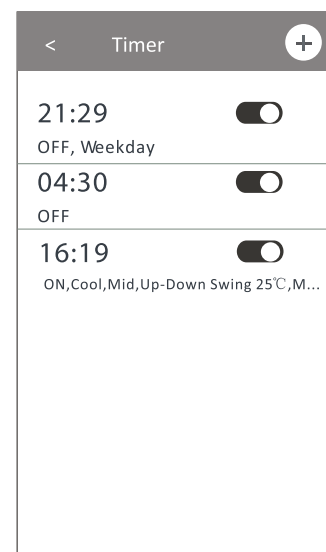 < Timer +
21:29
OFF, Weekday
04:30
OFF
16:19
ON,Cool,Mid,Up-Down Swing 25℃,M...